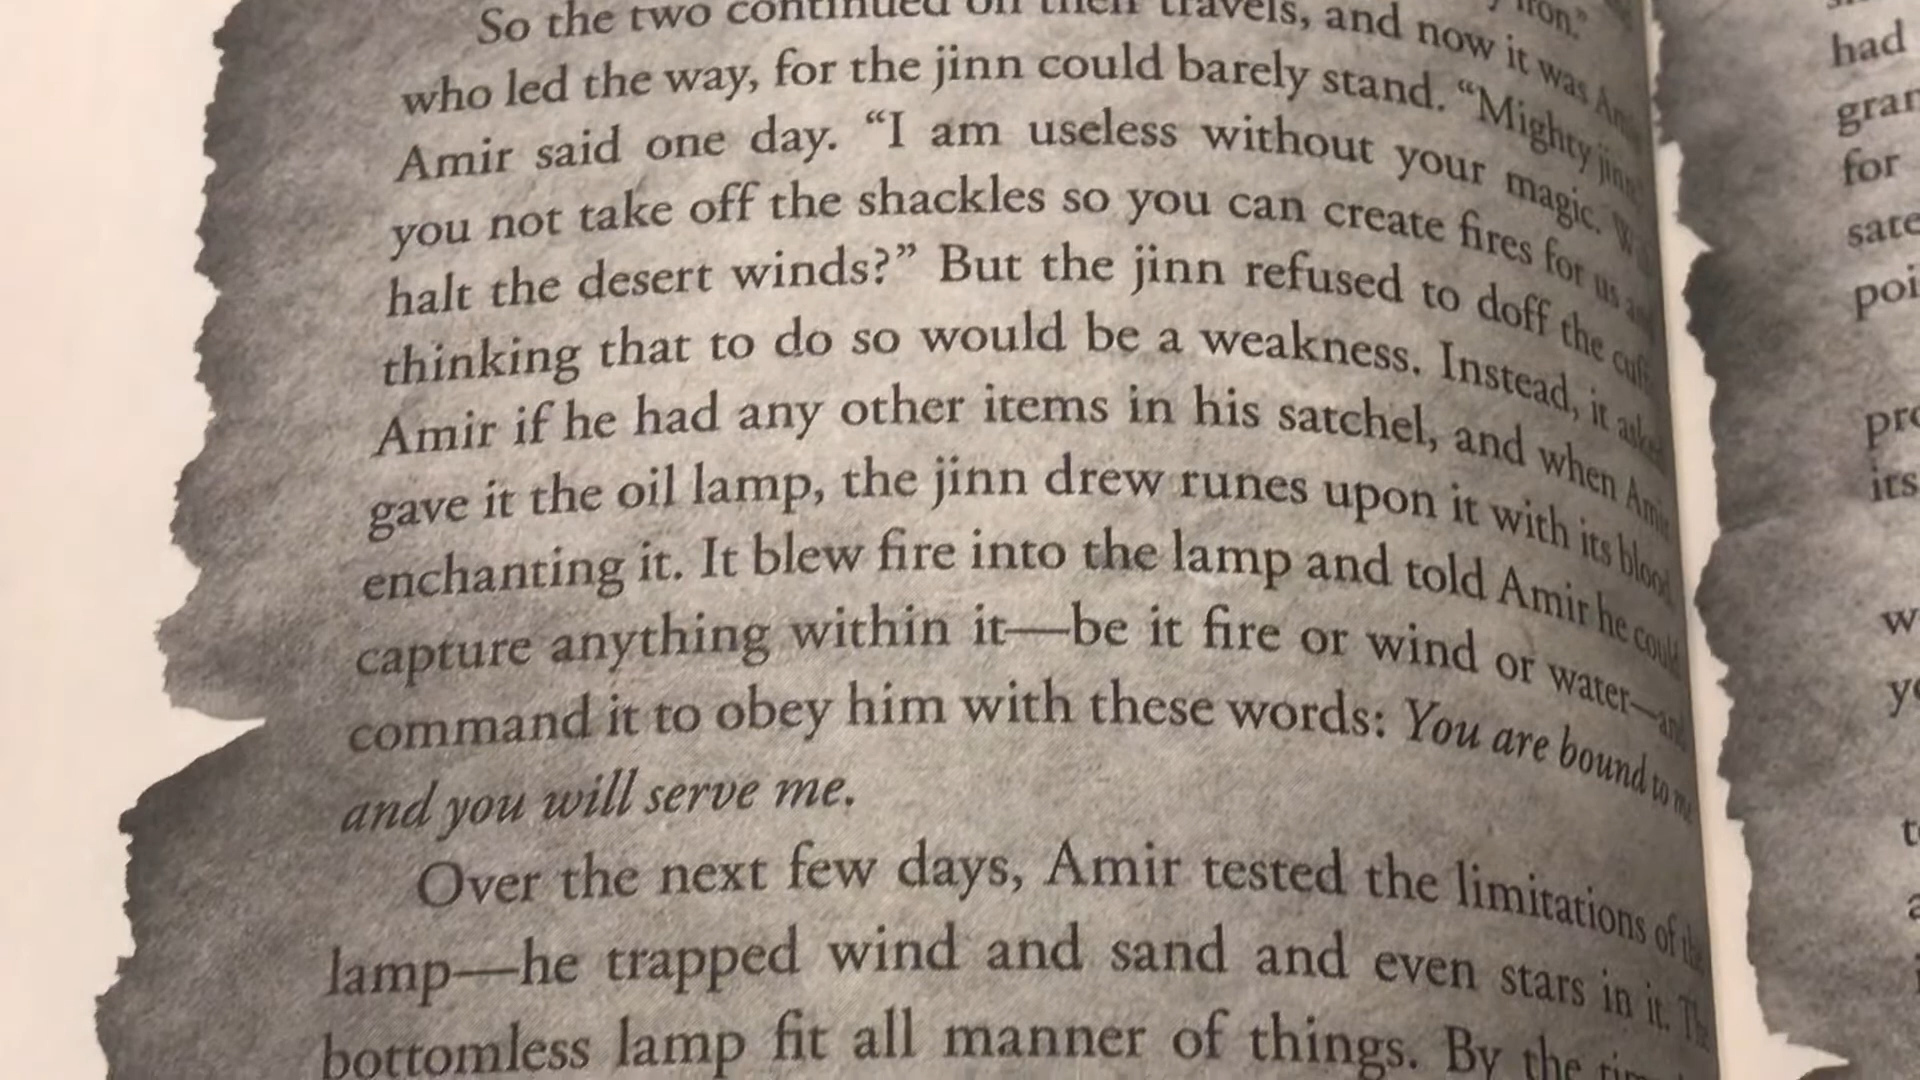 iron."
So the two continued on their travels, and now it was Amir
who led the way, for the jinn could barely stand. "Mighty jinn,"
Amir said one day. "I am useless without your magic.
you not take off the shackles so you can create fires for us and
halt the desert winds?" But the jinn refused to doff the
thinking that to do so would be a weakness. Instead, it asked
Amir if he had any other items in his satchel, and when Amir
gave it the oil lamp, the jinn drew runes upon it with its blood
enchanting it. It blew fire into the lamp and told Amir he could
capture anything within it—be it fire or wind or water—and
command it to obey him with these words: You are bound to me
and you will serve me.
Over the next few days, Amir tested the limitations of the
lamp—he trapped wind and sand and even stars in it. The
bottomless lamp fit all manner of things. By the
had
for
its